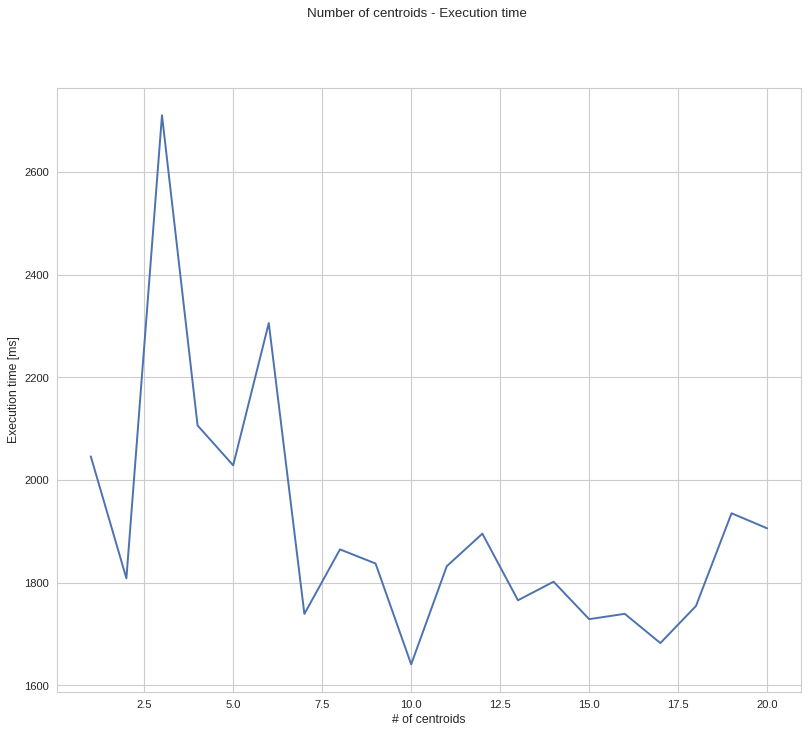 Number of centroids - Execution time
Execution time [ms]
2600
2400
2200
2000
1800
1600
2.5 5.0 7.5 10.0 12.5 15.0 17.5 20.0
# of centroids